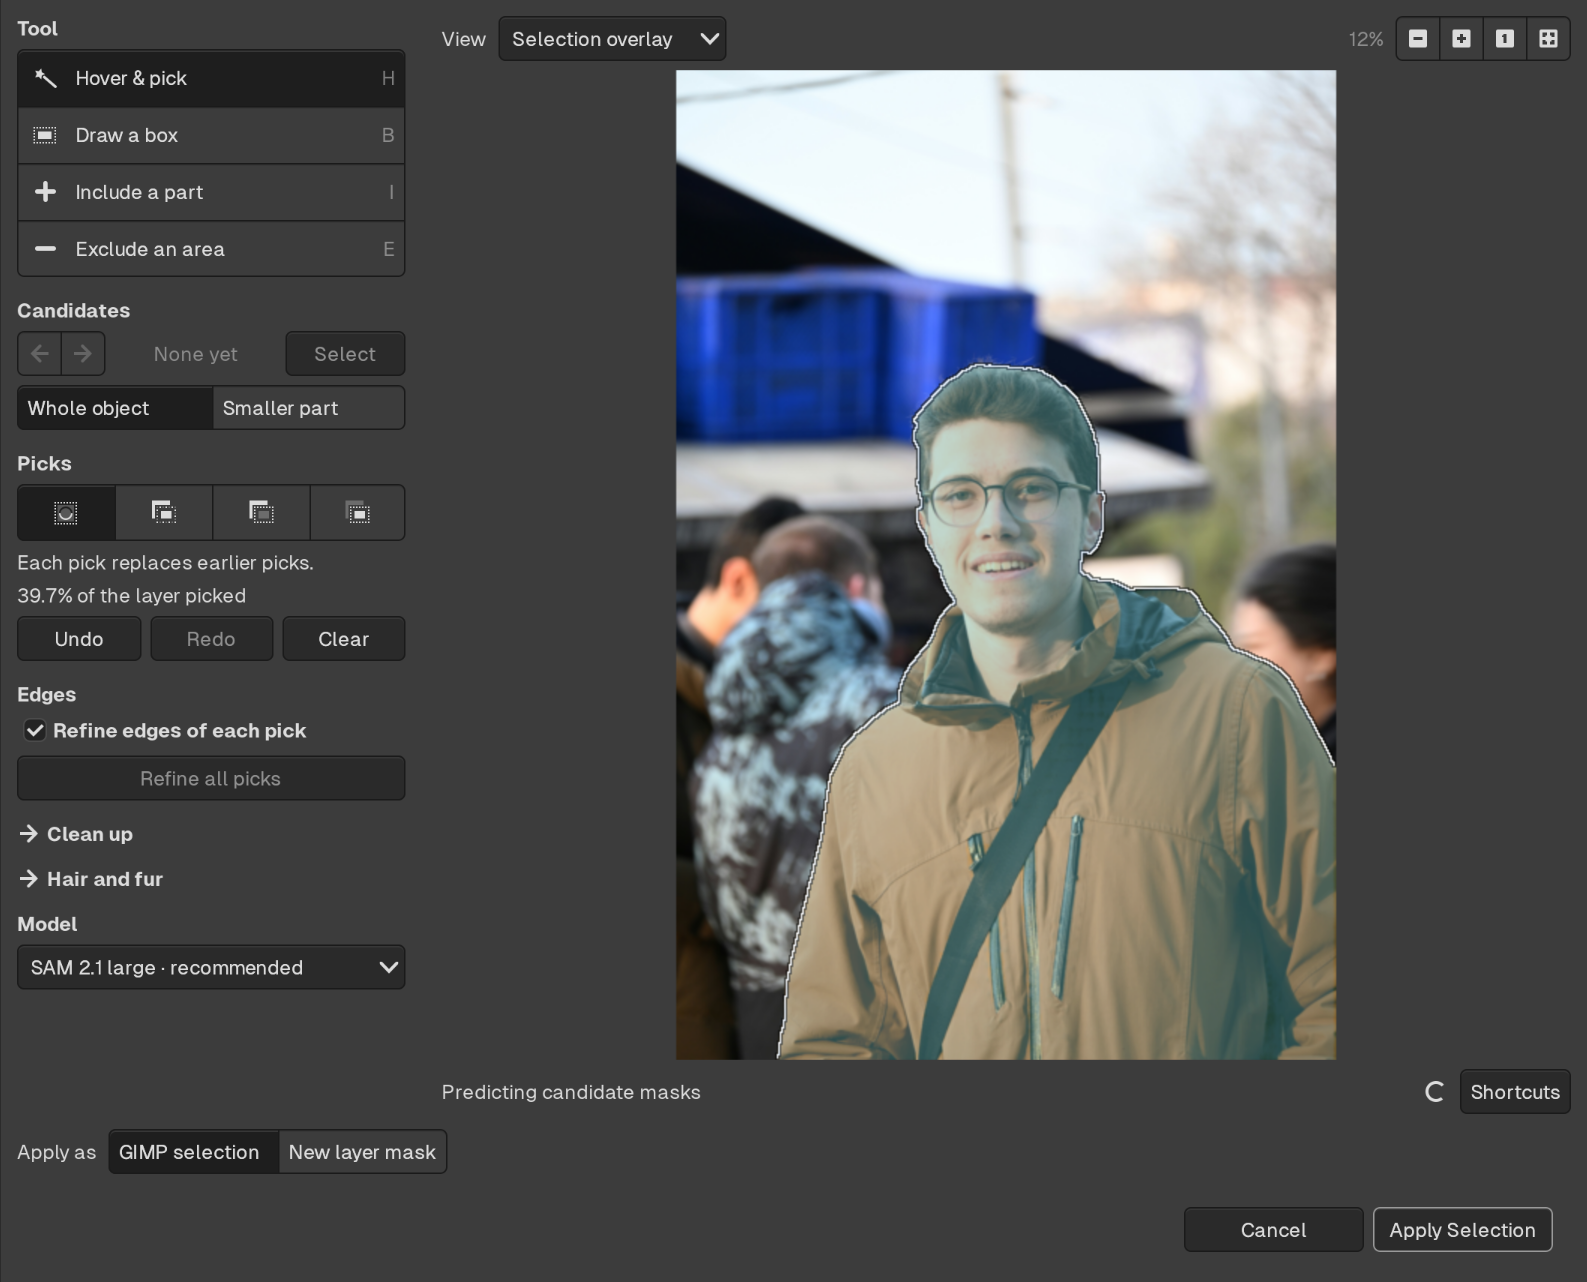 Tool
View
Selection overlay
12%
1
Hover & pick
H
Draw a box
B
Include a part
I
Exclude an area
E
Candidates
None yet
Select
Whole object
Smaller part
Picks
Each pick replaces earlier picks.
39.7% of the layer picked
Undo
Redo
Clear
Edges
Refine edges of each pick
Refine all picks
Clean up
Hair and fur
Model
SAM 2.1 large · recommended
Predicting candidate masks
Shortcuts
Apply as
GIMP selection
New layer mask
Cancel
Apply Selection